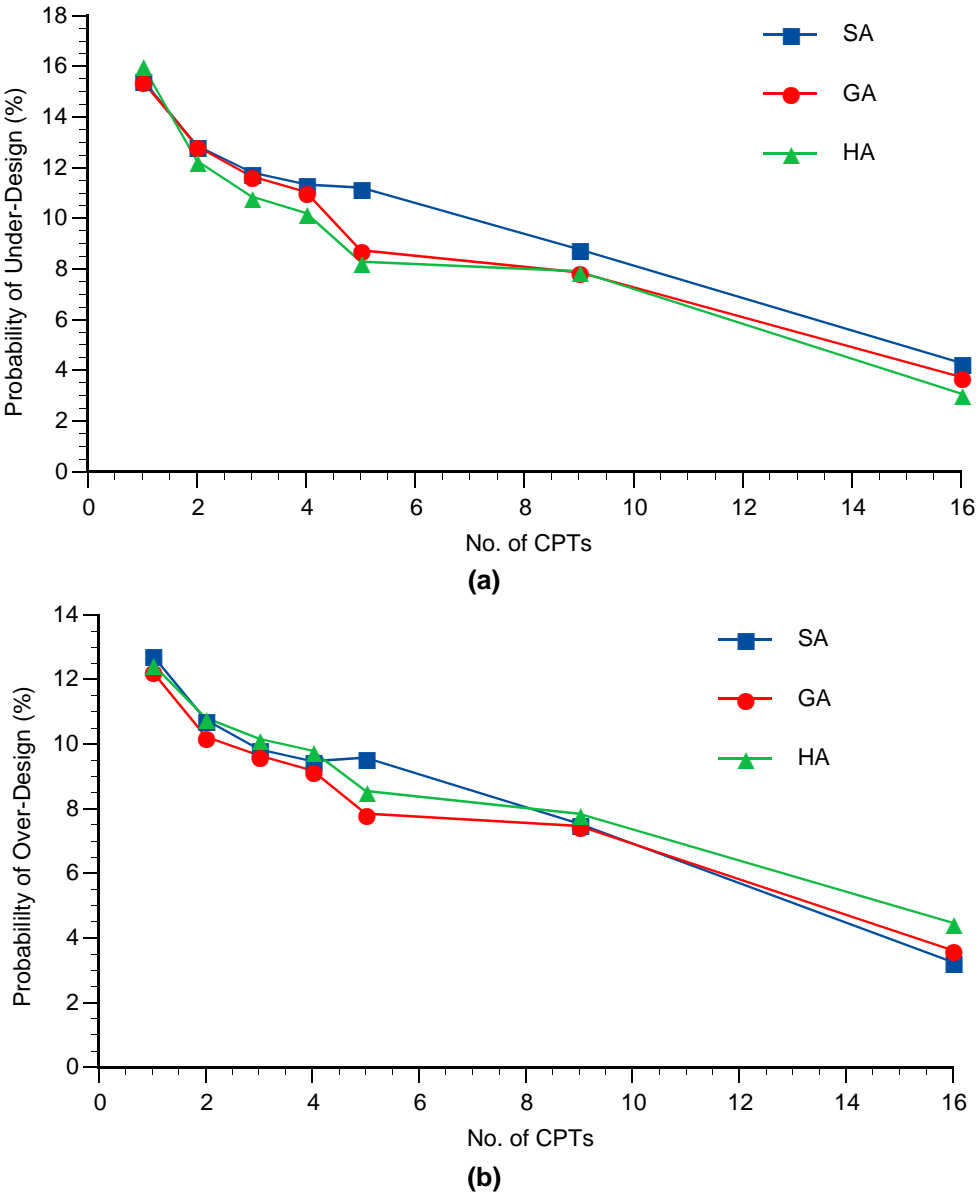 18
16
14
12
10
8
6
4
2
0
Probability of Under-Design (%)
SA
GA
HA
0 2 4 6 8 10 12 14 16
No. of CPTs
(a)
14
12
10
8
6
4
2
0
Probability of Over-Design (%)
SA
GA
HA
0 2 4 6 8 10 12 14 16
No. of CPTs
(b)